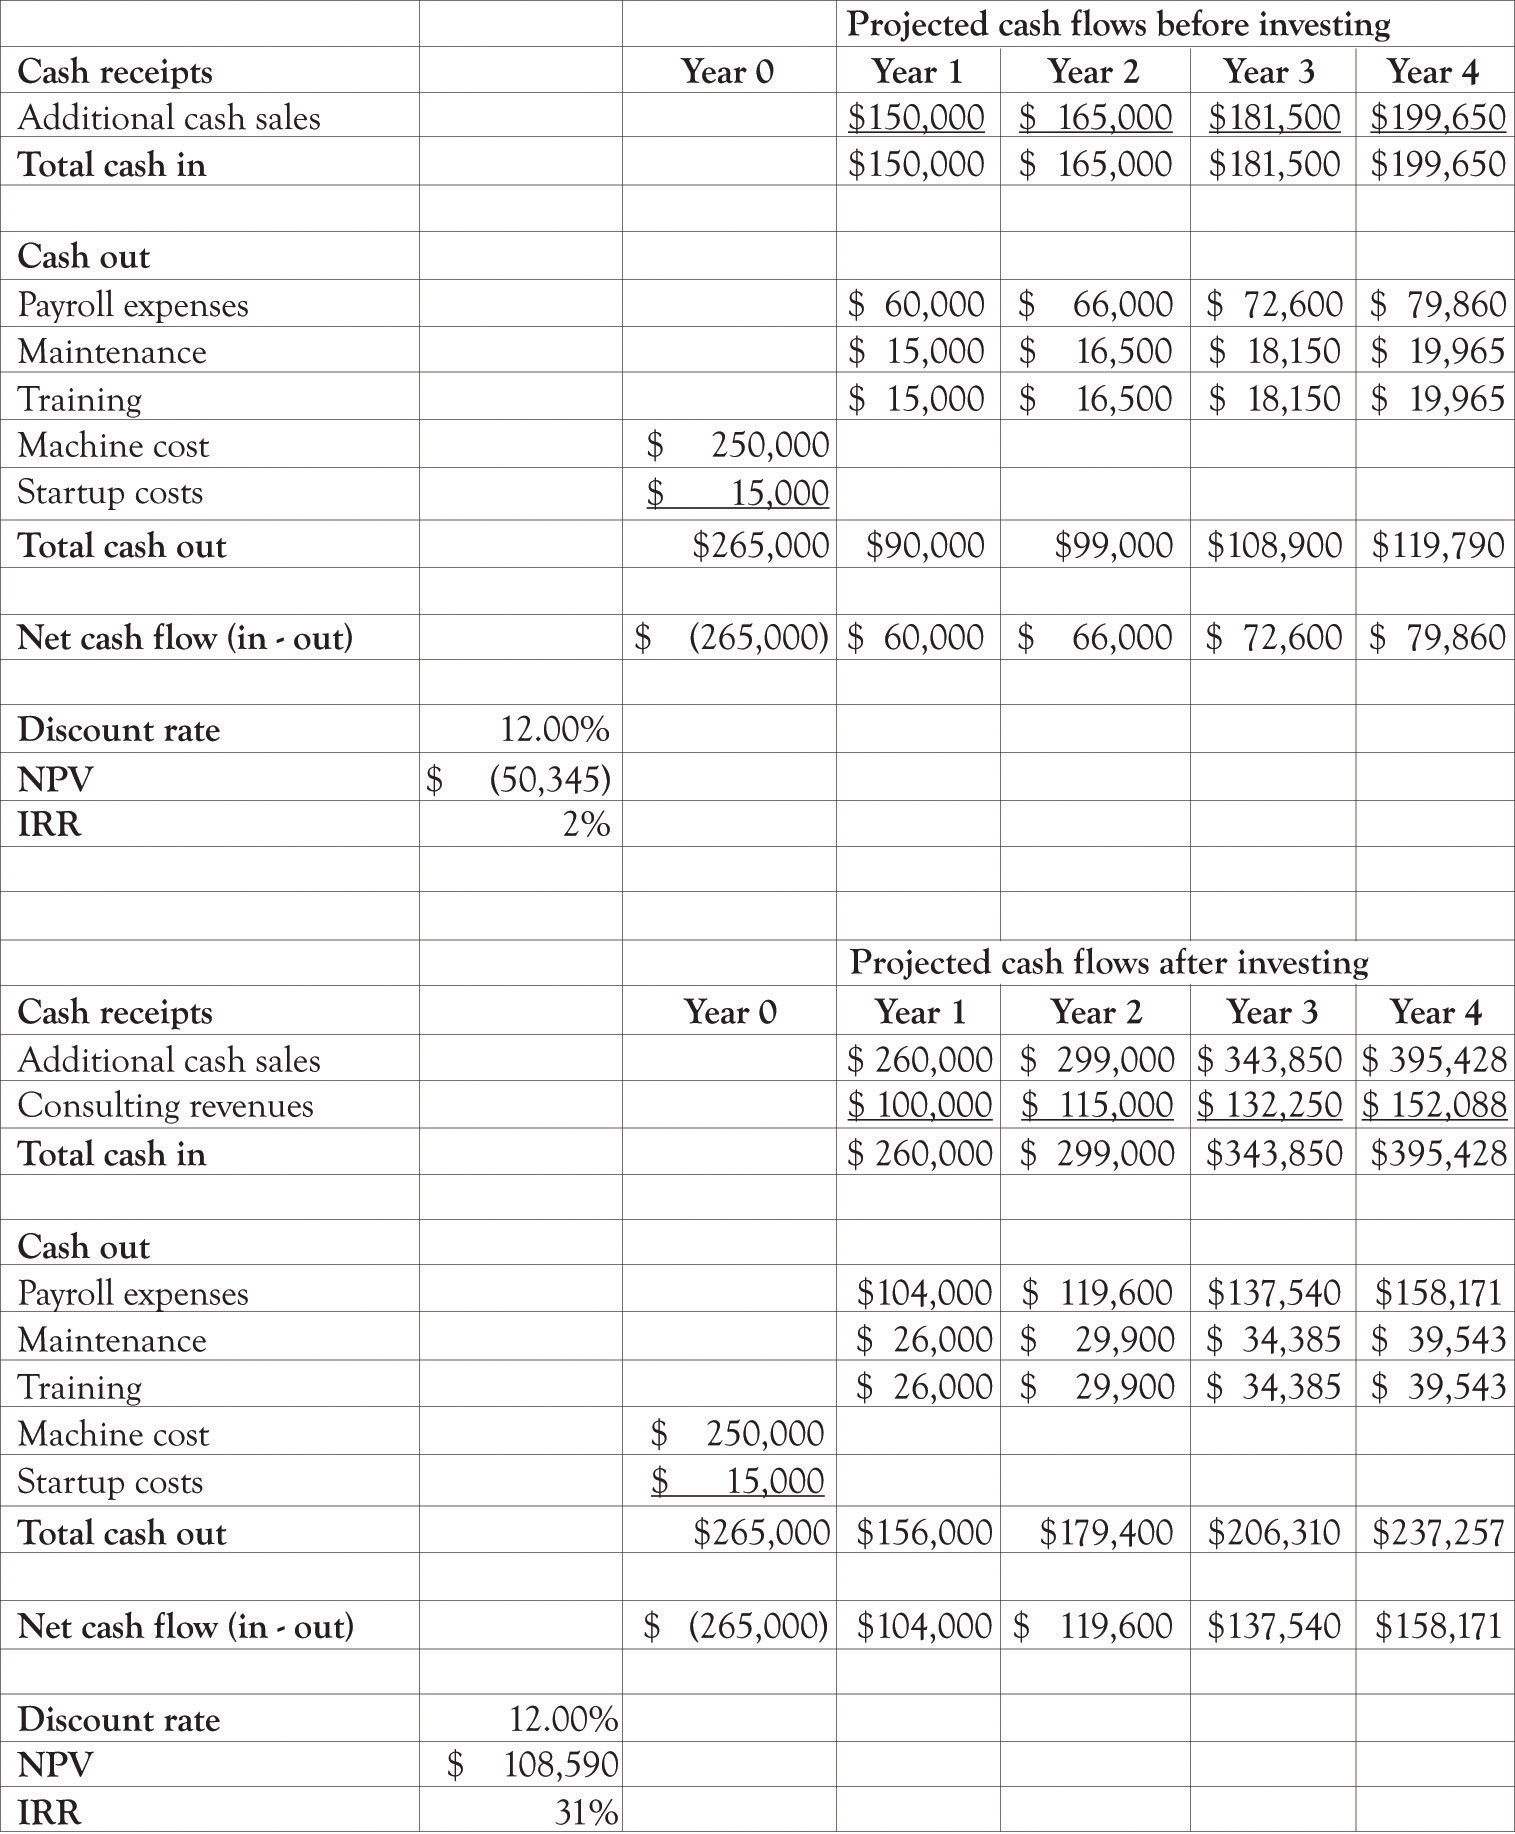 Projected cash flows before investing
Cash receipts Year 0 Year 1 Year 2 Year 3 Year 4
Additional cash sales $150,000 $ 165,000 $181,500 $199,650
Total cash in $150,000 $ 165,000 $181,500 $199,650
Cash out
Payroll expenses $ 60,000 $ 66,000 $ 72,600 $ 79,860
Maintenance $ 15,000 $ 16,500 $ 18,150 $ 19,965
Training $ 15,000 $ 16,500 $ 18,150 $ 19,965
Machine cost $ 250,000
Startup costs $ 15,000
Total cash out $265,000 $90,000 $99,000 $108,900 $119,790
Net cash flow (in - out) $ (265,000) $ 60,000 $ 66,000 $ 72,600 $ 79,860
Discount rate 12.00%
NPV $ (50,345)
IRR 2%
Projected cash flows after investing
Cash receipts Year 0 Year 1 Year 2 Year 3 Year 4
Additional cash sales $ 260,000 $ 299,000 $ 343,850 $ 395,428
Consulting revenues $ 100,000 $ 115,000 $ 132,250 $ 152,088
Total cash in $ 260,000 $ 299,000 $343,850 $395,428
Cash out
Payroll expenses $104,000 $ 119,600 $137,540 $158,171
Maintenance $ 26,000 $ 29,900 $ 34,385 $ 39,543
Training $ 26,000 $ 29,900 $ 34,385 $ 39,543
Machine cost $ 250,000
Startup costs $ 15,000
Total cash out $265,000 $156,000 $179,400 $206,310 $237,257
Net cash flow (in - out) $ (265,000) $104,000 $ 119,600 $137,540 $158,171
Discount rate 12.00%
NPV $ 108,590
IRR 31%